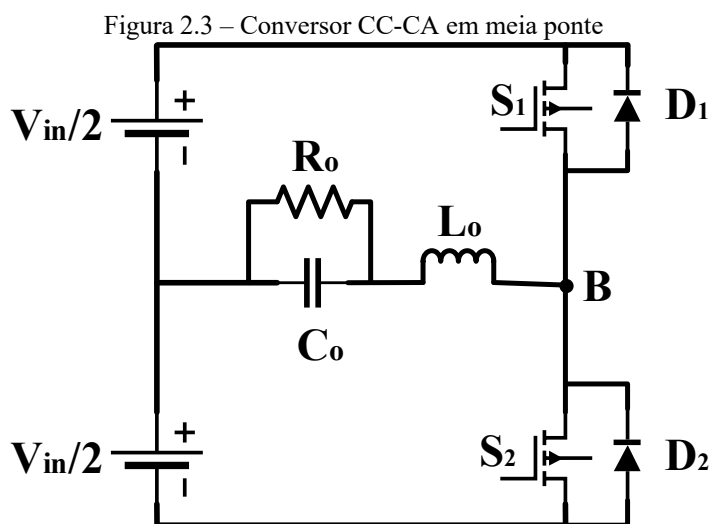 Figura 2.3 – Conversor CC-CA em meia ponte
S1
D1
Vin/2
+
-
Ro
Lo
B
Co
Vin/2
+
-
S2
D2